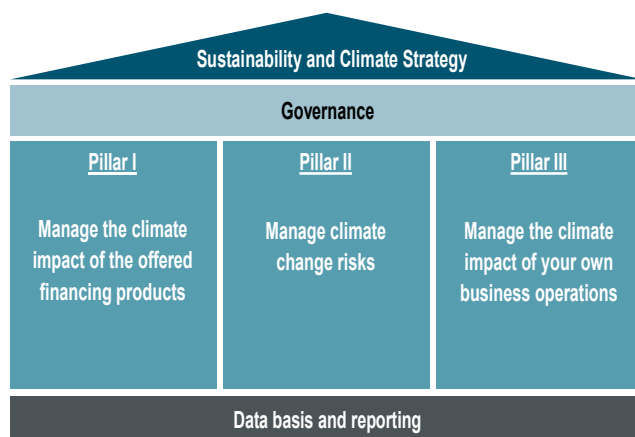 Sustainability and Climate Strategy
Governance
Pillar I
Manage the climate
impact of the offered
financing products
Pillar II
Manage climate
change risks
Pillar III
Manage the climate
impact of your own
business operations
Data basis and reporting